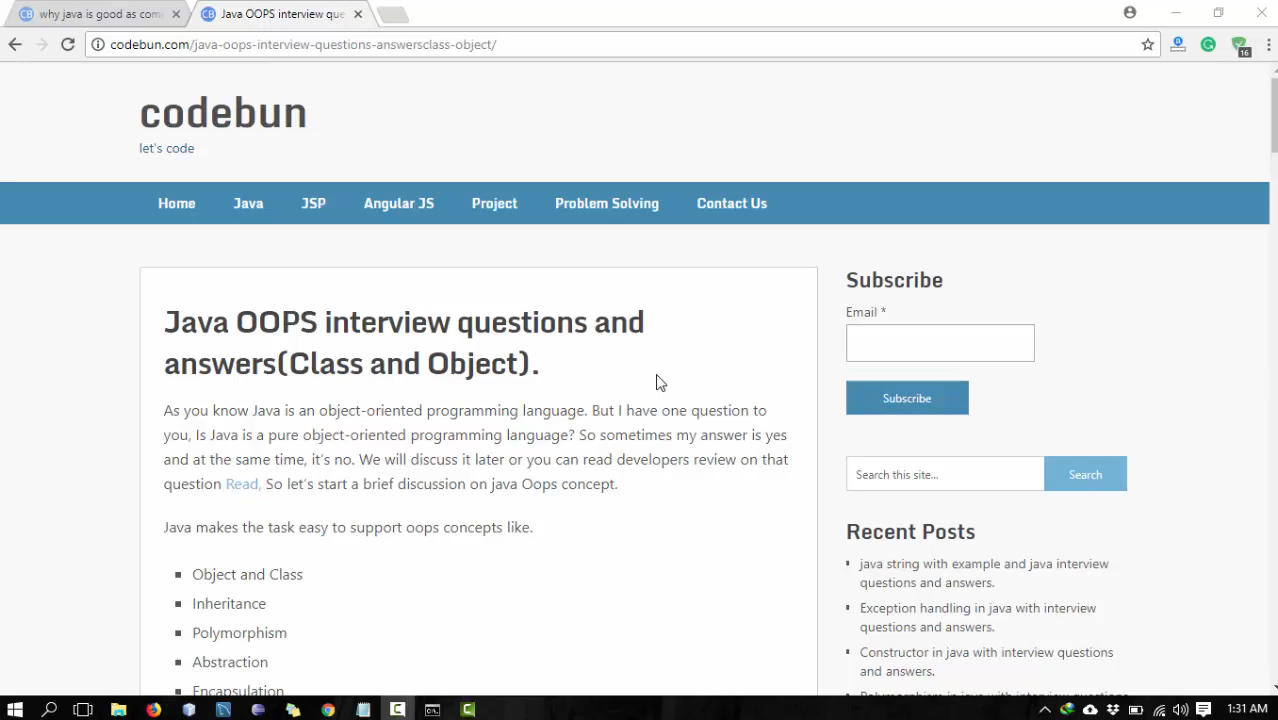 why java is good as com
Java OOPS interview que
codebun.com/java-oops-interview-questions-answersclass-object/
16
codebun
let's code
Home
Java
JSP
Angular JS
Project
Problem Solving
Contact Us
Java OOPS interview questions and
answers(Class and Object).
As you know Java is an object-oriented programming language. But I have one question to
you, Is Java is a pure object-oriented programming language? So sometimes my answer is yes
and at the same time, it's no. We will discuss it later or you can read developers review on that
question Read, So let's start a brief discussion on java Oops concept.
Java makes the task easy to support oops concepts like.
Object and Class
Inheritance
Polymorphism
Abstraction
Encapsulation
Subscribe
Email *
Subscribe
Search this site...
Search
Recent Posts
java string with example and java interview
questions and answers.
Exception handling in java with interview
questions and answers.
Constructor in java with interview questions
and answers.
Polymorphism in java with interview questions
1:31 AM